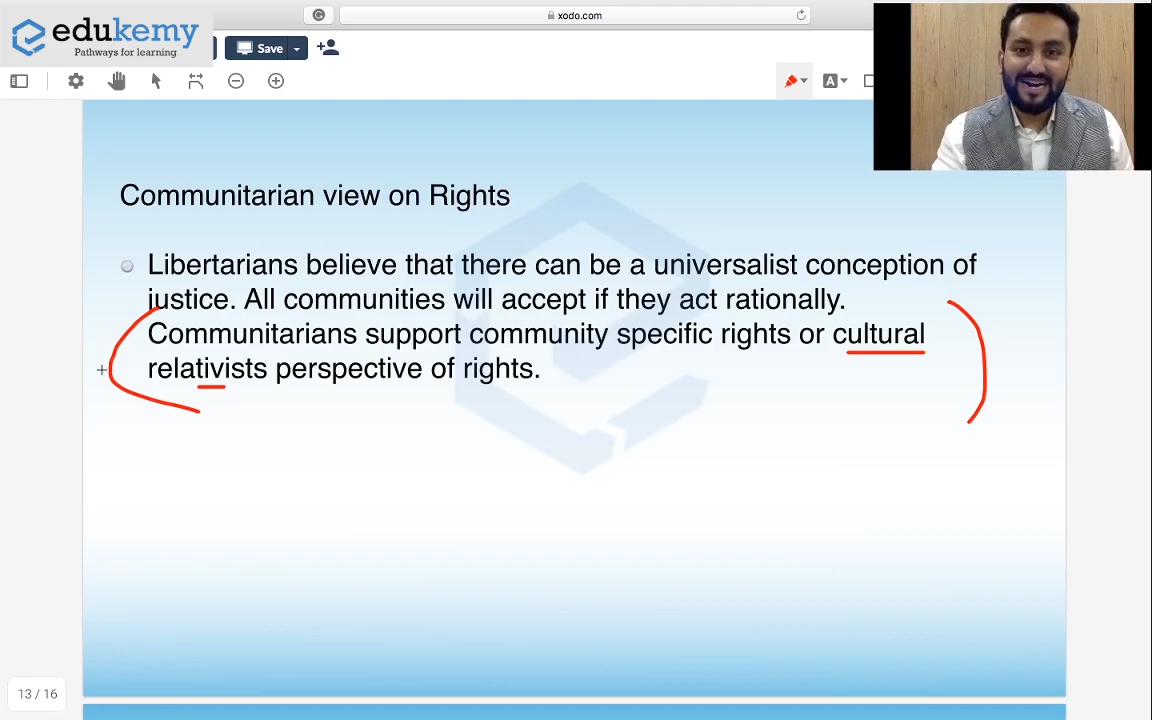 xodo.com
edukemy
Pathways for learning
Save
A
Communitarian view on Rights
Libertarians believe that there can be a universalist conception of
justice. All communities will accept if they act rationally.
Communitarians support community specific rights or cultural
relativists perspective of rights.
13 / 16